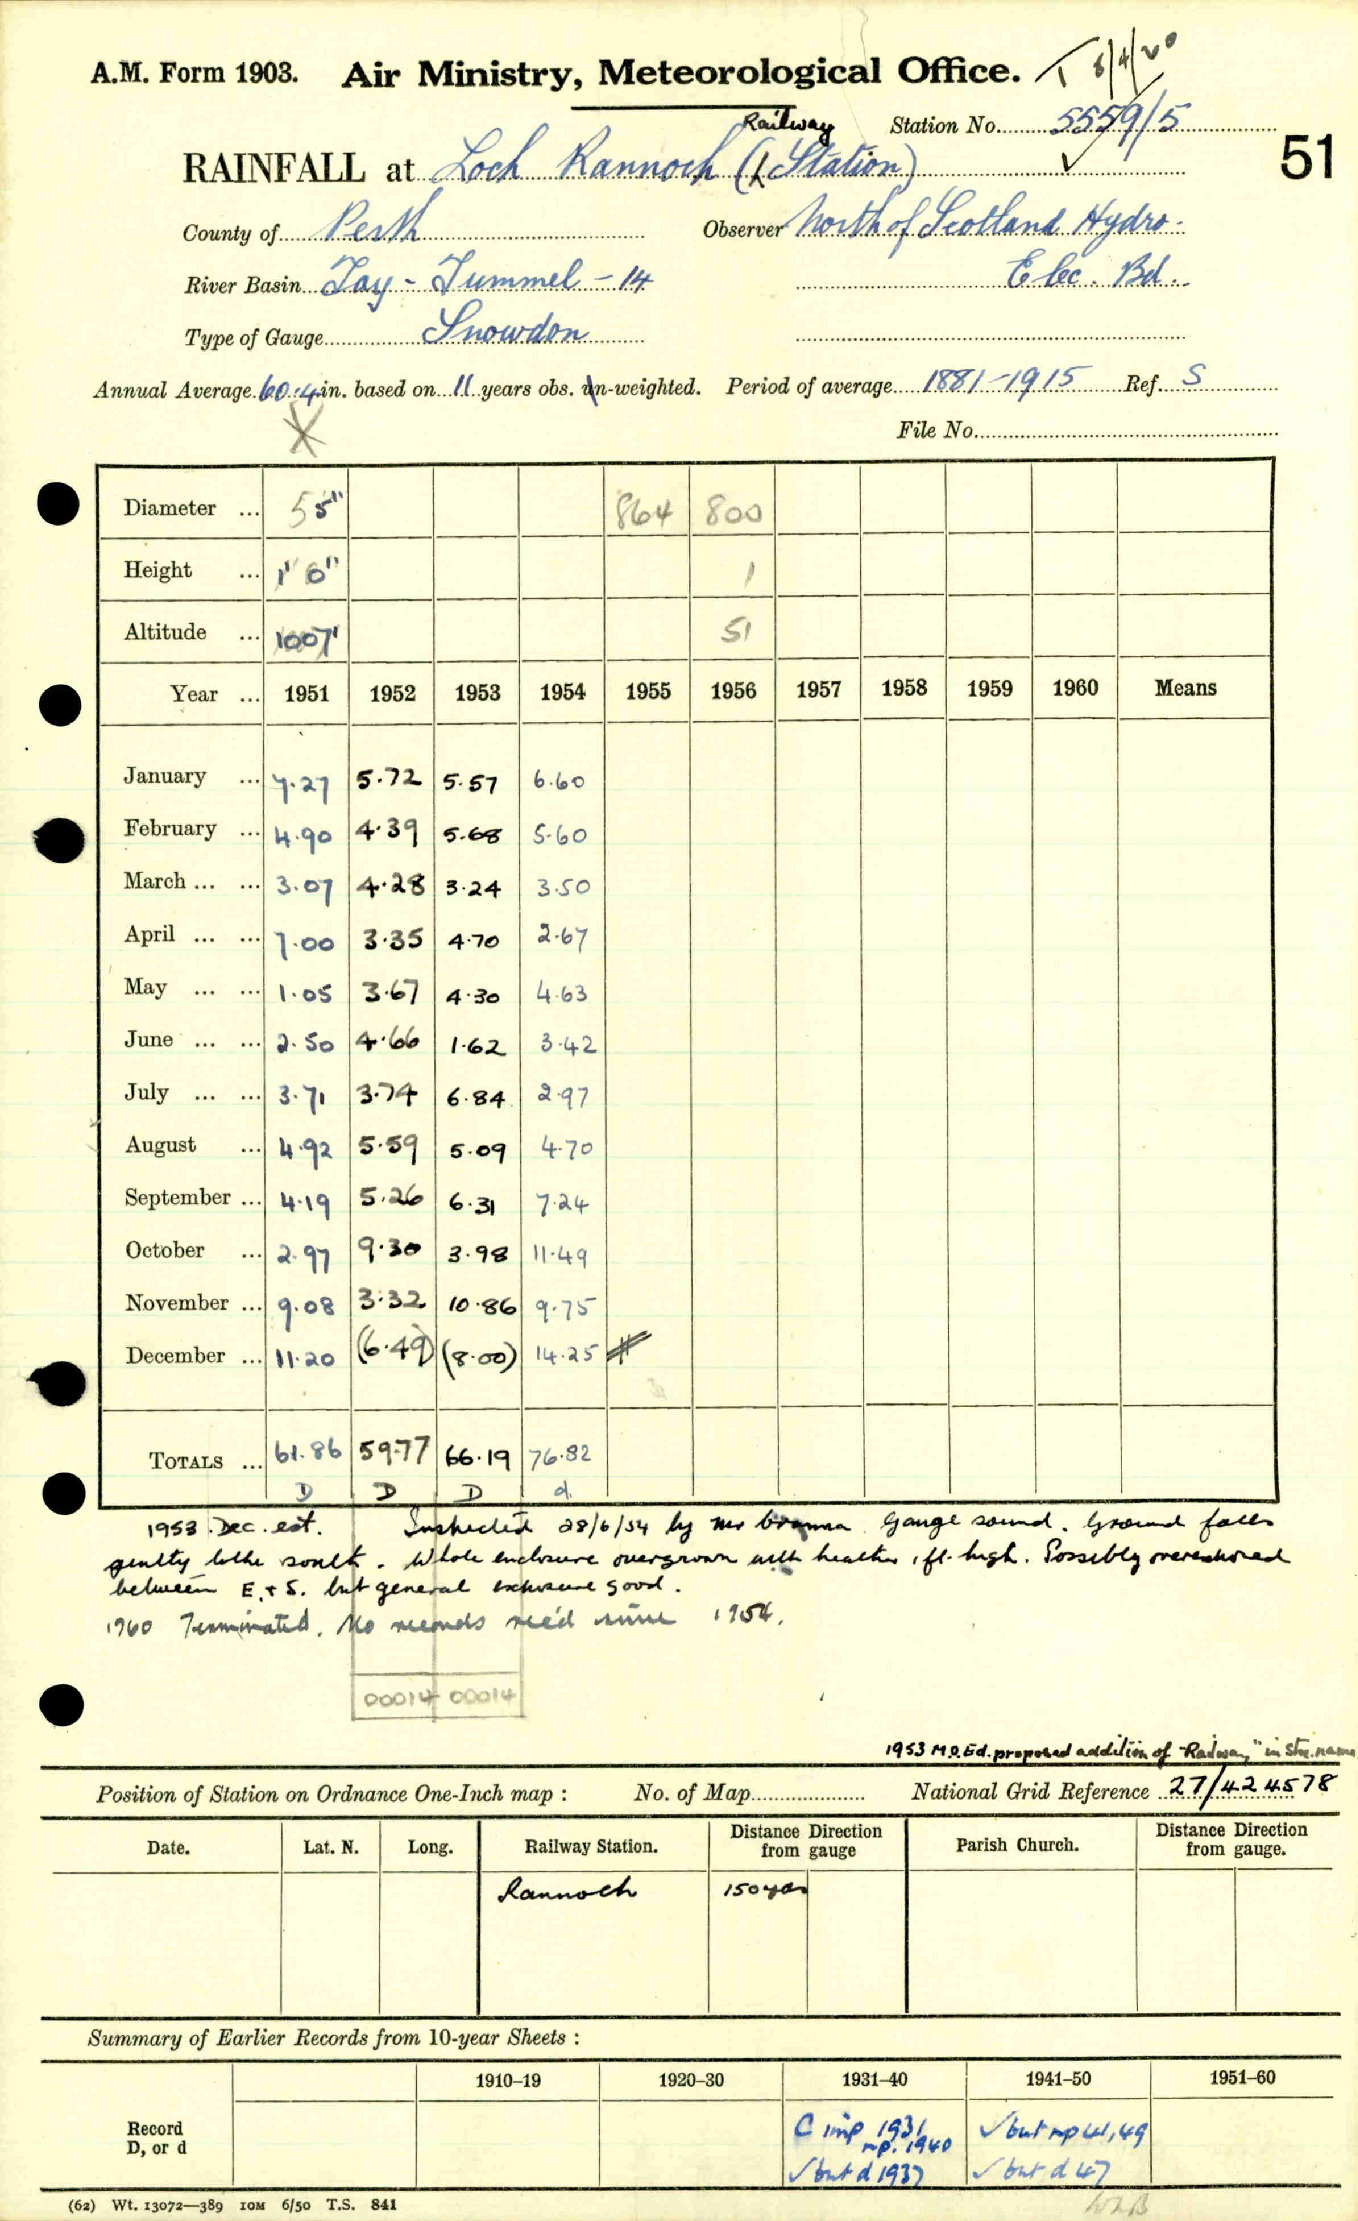 A.M. Form 1903. Air Ministry, Meteorological Office. 8/4/20
Station No. 5559/5
51
RAINFALL at Loch Rannoch (Railway Station)
County of Perth Observer North of Scotland Hydro-
River Basin Tay - Tummel - 14 Elec. Bd.
Type of Gauge Snowdon
Annual Average 60.4 in. based on 11 years obs. un-weighted. Period of average 1881-1915 Ref. S
File No.
Diameter ... 5" 864 800
Height ... 1' 0" 1
Altitude ... 1007' 51
Year ... 1951 1952 1953 1954 1955 1956 1957 1958 1959 1960 Means
January ... 7.27 5.72 5.57 6.60
February ... 4.90 4.39 5.68 5.60
March ... ... 3.07 4.28 3.24 3.50
April ... ... 7.00 3.35 4.70 2.67
May ... ... 1.05 3.67 4.30 4.63
June ... ... 2.50 4.66 1.62 3.42
July ... ... 3.71 3.74 6.84 2.97
August ... 4.92 5.59 5.09 4.70
September ... 4.19 5.26 6.31 7.24
October ... 2.97 9.30 3.98 11.49
November ... 9.08 3.32 10.86 9.75
December ... 11.20 (6.49) (8.00) 14.25
TOTALS ... 61.86 59.77 66.19 76.82
D D D d
1953 Dec. est. Inspected 28/6/54 by Mr Gauge sound. Ground falls
gently to the south. Whole enclosure overgrown with heather 1 ft. high. Possibly
between E. + S. but general exposure good.
1960 Terminated. No records rec'd since 1954.
00014 00014
1953 M.O.Ed. proposed addition of "Railway" in Stn. name
Position of Station on Ordnance One-Inch map : No. of Map National Grid Reference 27/424578
Date. Lat. N. Long. Railway Station. Distance Direction from gauge Parish Church. Distance Direction from gauge.
Rannoch 150 yds
Summary of Earlier Records from 10-year Sheets :
1910–19 1920–30 1931–40 1941–50 1951–60
Record
D, or d
C inp 1931 ✓ but np 41, 49
np. 1940
✓ but d 1937 ✓ but d 47
(62) Wt. 13072—389 10M 6/50 T.S. 841